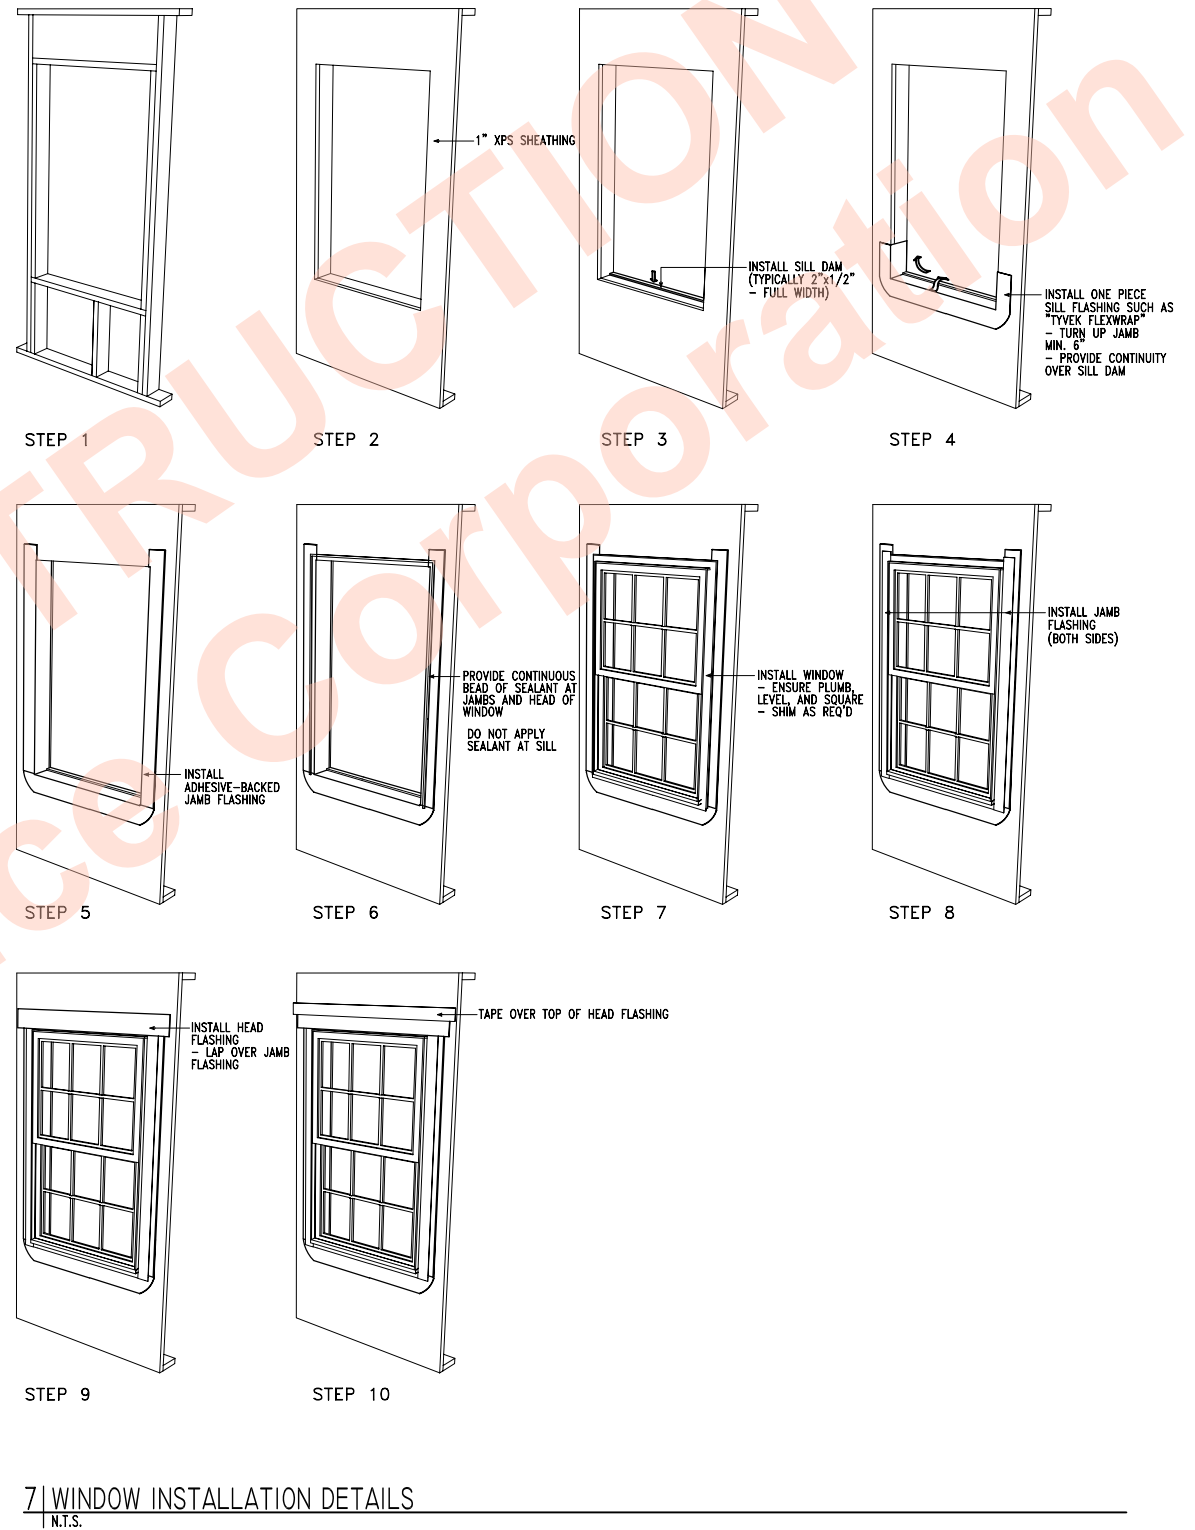 1" XPS SHEATHING
INSTALL SILL DAM
(TYPICALLY 2"x1/2"
- FULL WIDTH)
INSTALL ONE PIECE
SILL FLASHING SUCH AS
"TYVEK FLEXWRAP"
- TURN UP JAMB
MIN. 6"
- PROVIDE CONTINUITY
OVER SILL DAM
STEP 1
STEP 2
STEP 3
STEP 4
INSTALL
ADHESIVE-BACKED
JAMB FLASHING
PROVIDE CONTINUOUS
BEAD OF SEALANT AT
JAMBS AND HEAD OF
WINDOW
DO NOT APPLY
SEALANT AT SILL
INSTALL WINDOW
- ENSURE PLUMB,
LEVEL, AND SQUARE
- SHIM AS REQ'D
INSTALL JAMB
FLASHING
(BOTH SIDES)
STEP 5
STEP 6
STEP 7
STEP 8
INSTALL HEAD
FLASHING
- LAP OVER JAMB
FLASHING
TAPE OVER TOP OF HEAD FLASHING
STEP 9
STEP 10
7 WINDOW INSTALLATION DETAILS
N.T.S.
TRUCTION
ce Corporation